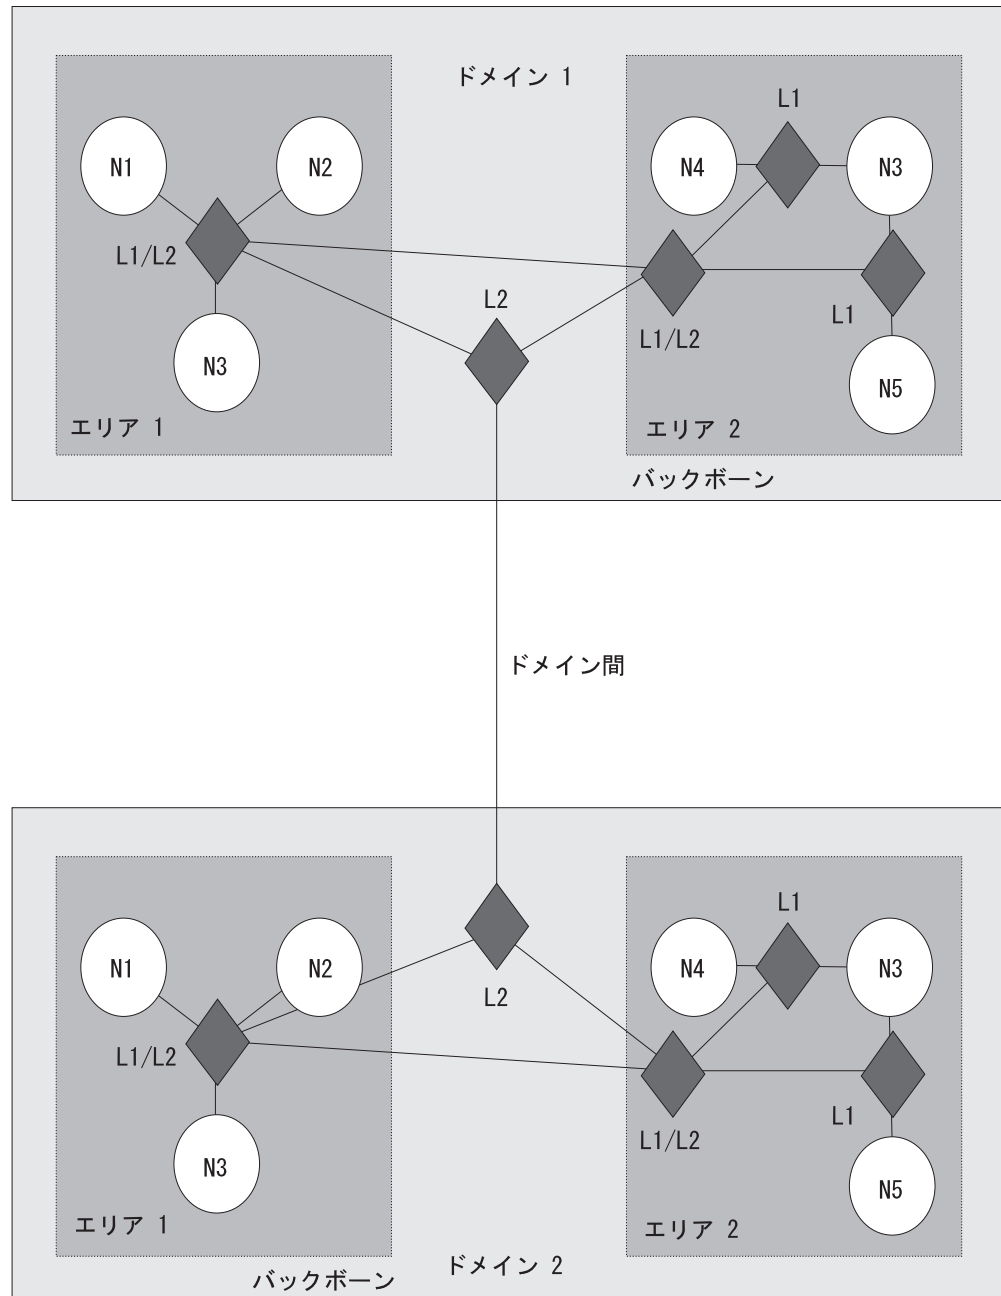 ドメイン 1
L1
N1
N2
N4
N3
L1/L2
L2
L1
L1/L2
N3
N5
エリア 1
エリア 2
バックボーン
ドメイン間
L1
N1
N2
N4
N3
L2
L1/L2
L1
L1/L2
N3
N5
エリア 1
エリア 2
ドメイン 2
バックボーン